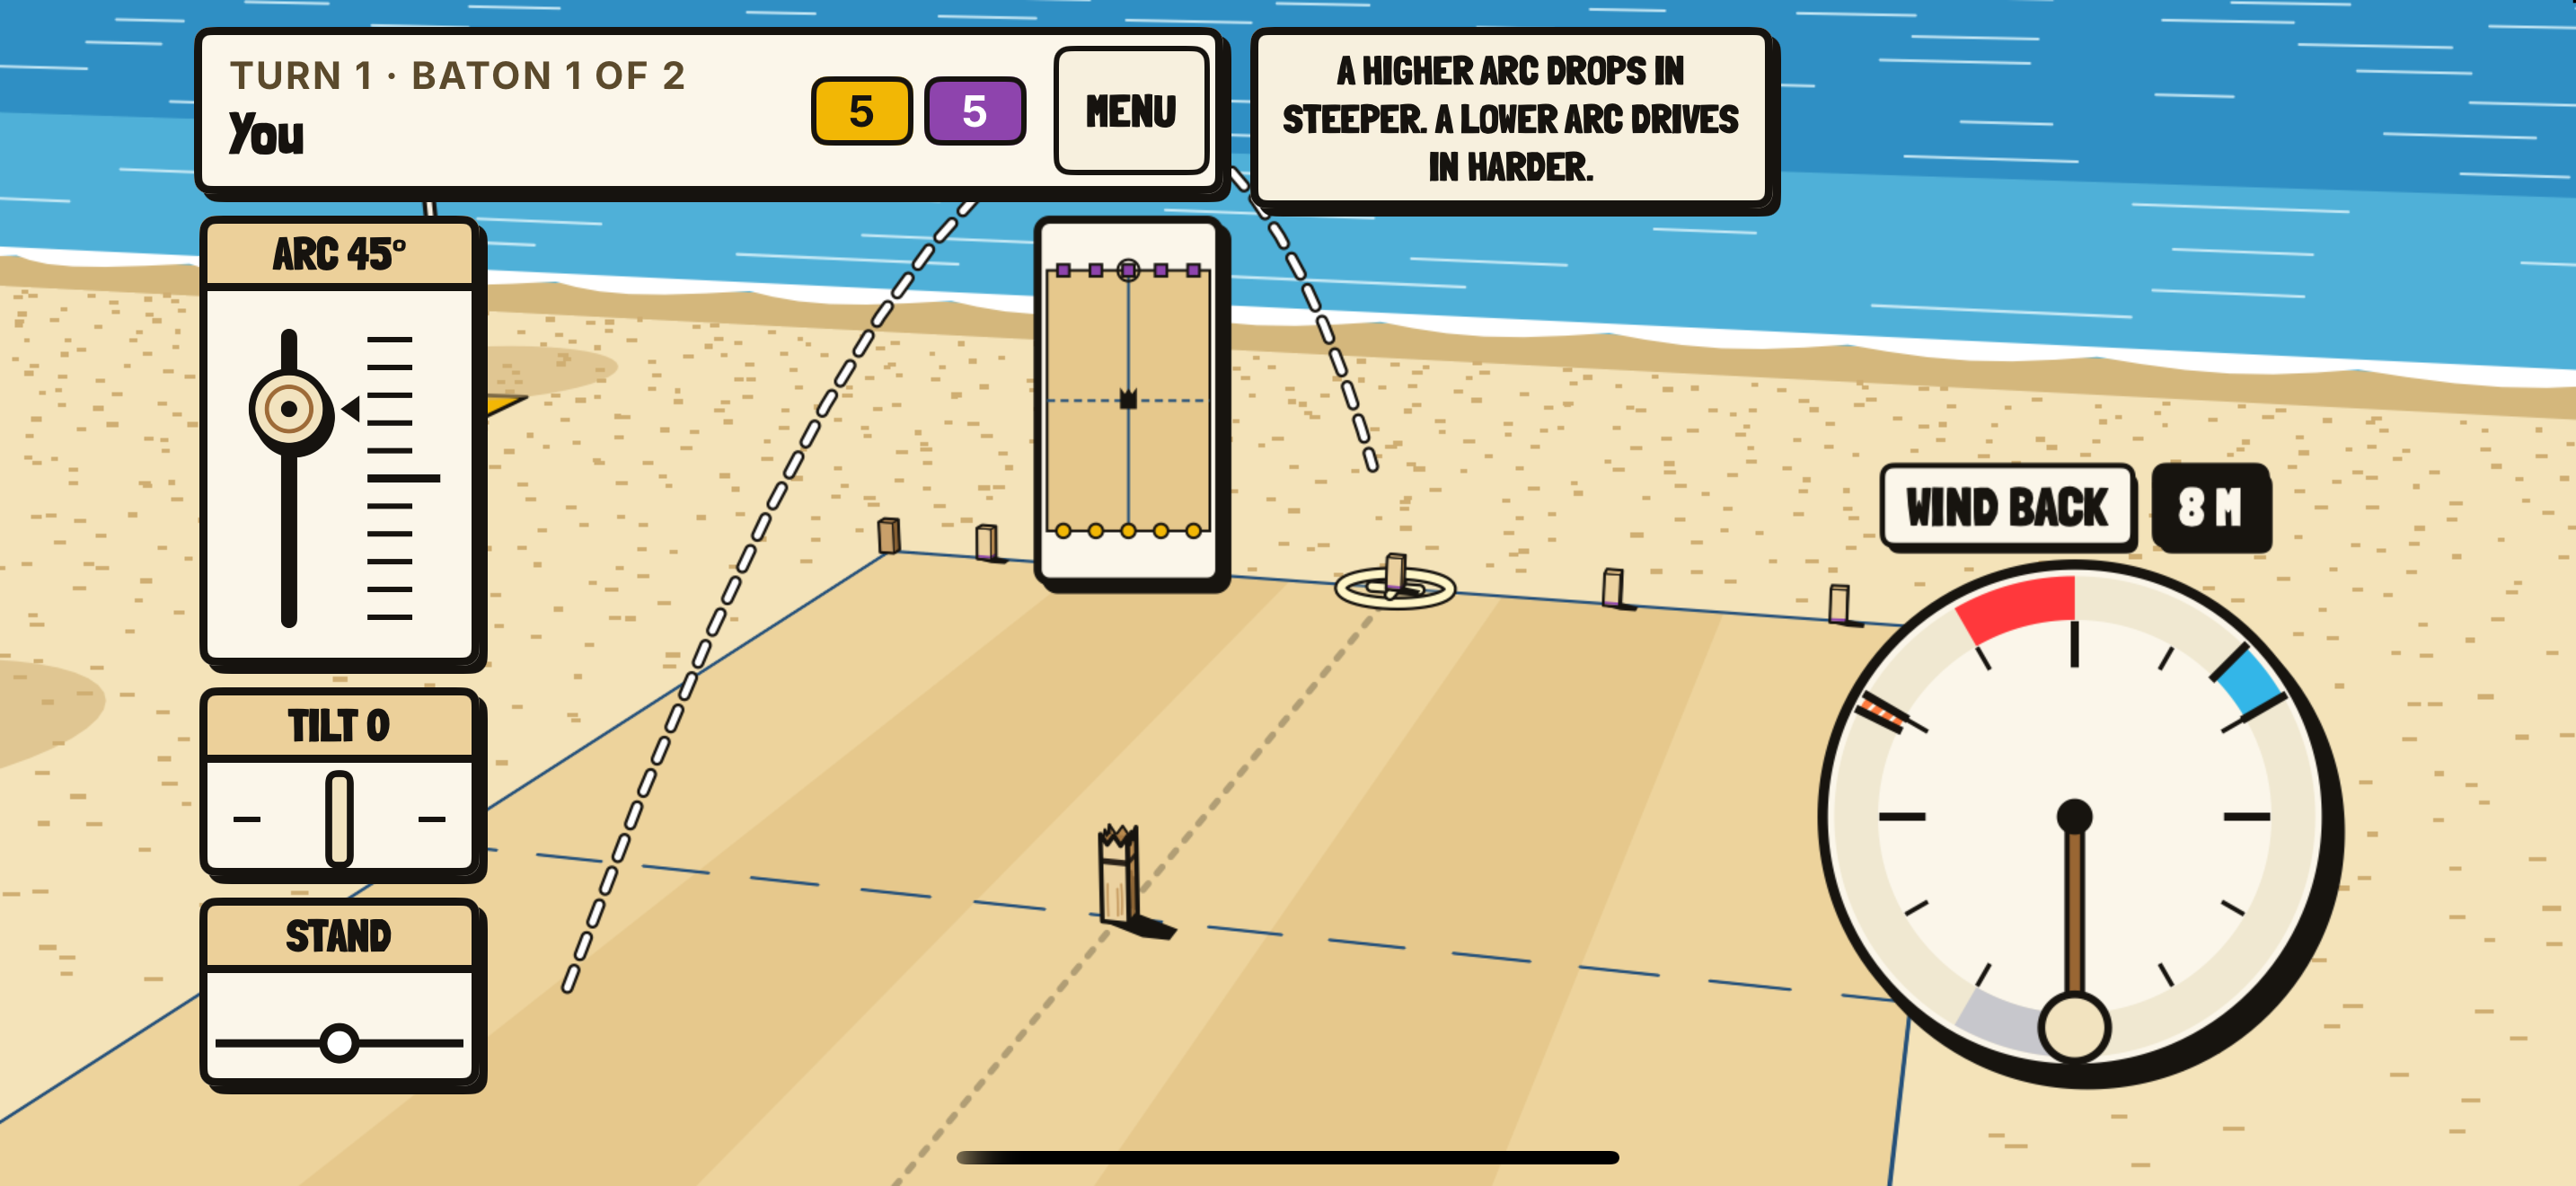 TURN 1 · BATON 1 OF 2
You
5 5
MENU
A HIGHER ARC DROPS IN
STEEPER. A LOWER ARC DRIVES
IN HARDER.
ARC 45°
TILT 0
STAND
WIND BACK
8 M